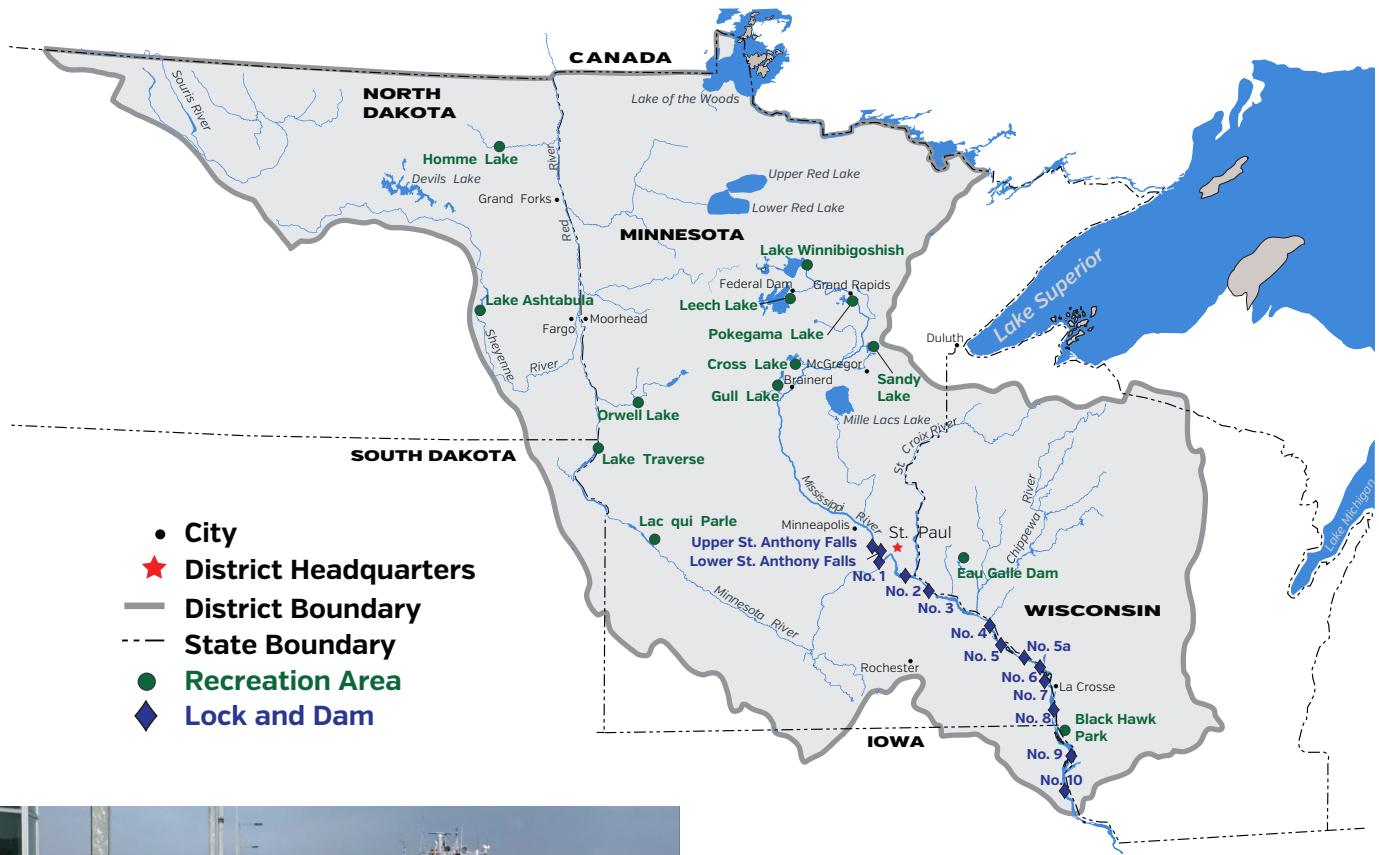 CANADA
Lake of the Woods
Souris River
NORTH
DAKOTA
Homme Lake
Devils Lake
Grand Forks
Red River
Upper Red Lake
Lower Red Lake
MINNESOTA
Lake Winnibigoshish
Federal Dam
Grand Rapids
Leech Lake
Pokegama Lake
Lake Ashtabula
Moorhead
Fargo
Sheyenne River
Lake Superior
Duluth
Cross Lake
McGregor
Sandy
Lake
Gull Lake
Brainerd
Mille Lacs Lake
Orwell Lake
St. Croix River
SOUTH DAKOTA
Lake Traverse
Mississippi River
Chippewa River
Lake Michigan
Lac qui Parle
Minneapolis
St. Paul
Upper St. Anthony Falls
Lower St. Anthony Falls
No. 1
No. 2
No. 3
Eau Galle Dam
Minnesota River
WISCONSIN
No. 4
No. 5
No. 5a
Rochester
No. 6
No. 7
La Crosse
No. 8
Black Hawk
Park
IOWA
No. 9
No. 10
City
District Headquarters
District Boundary
State Boundary
Recreation Area
Lock and Dam